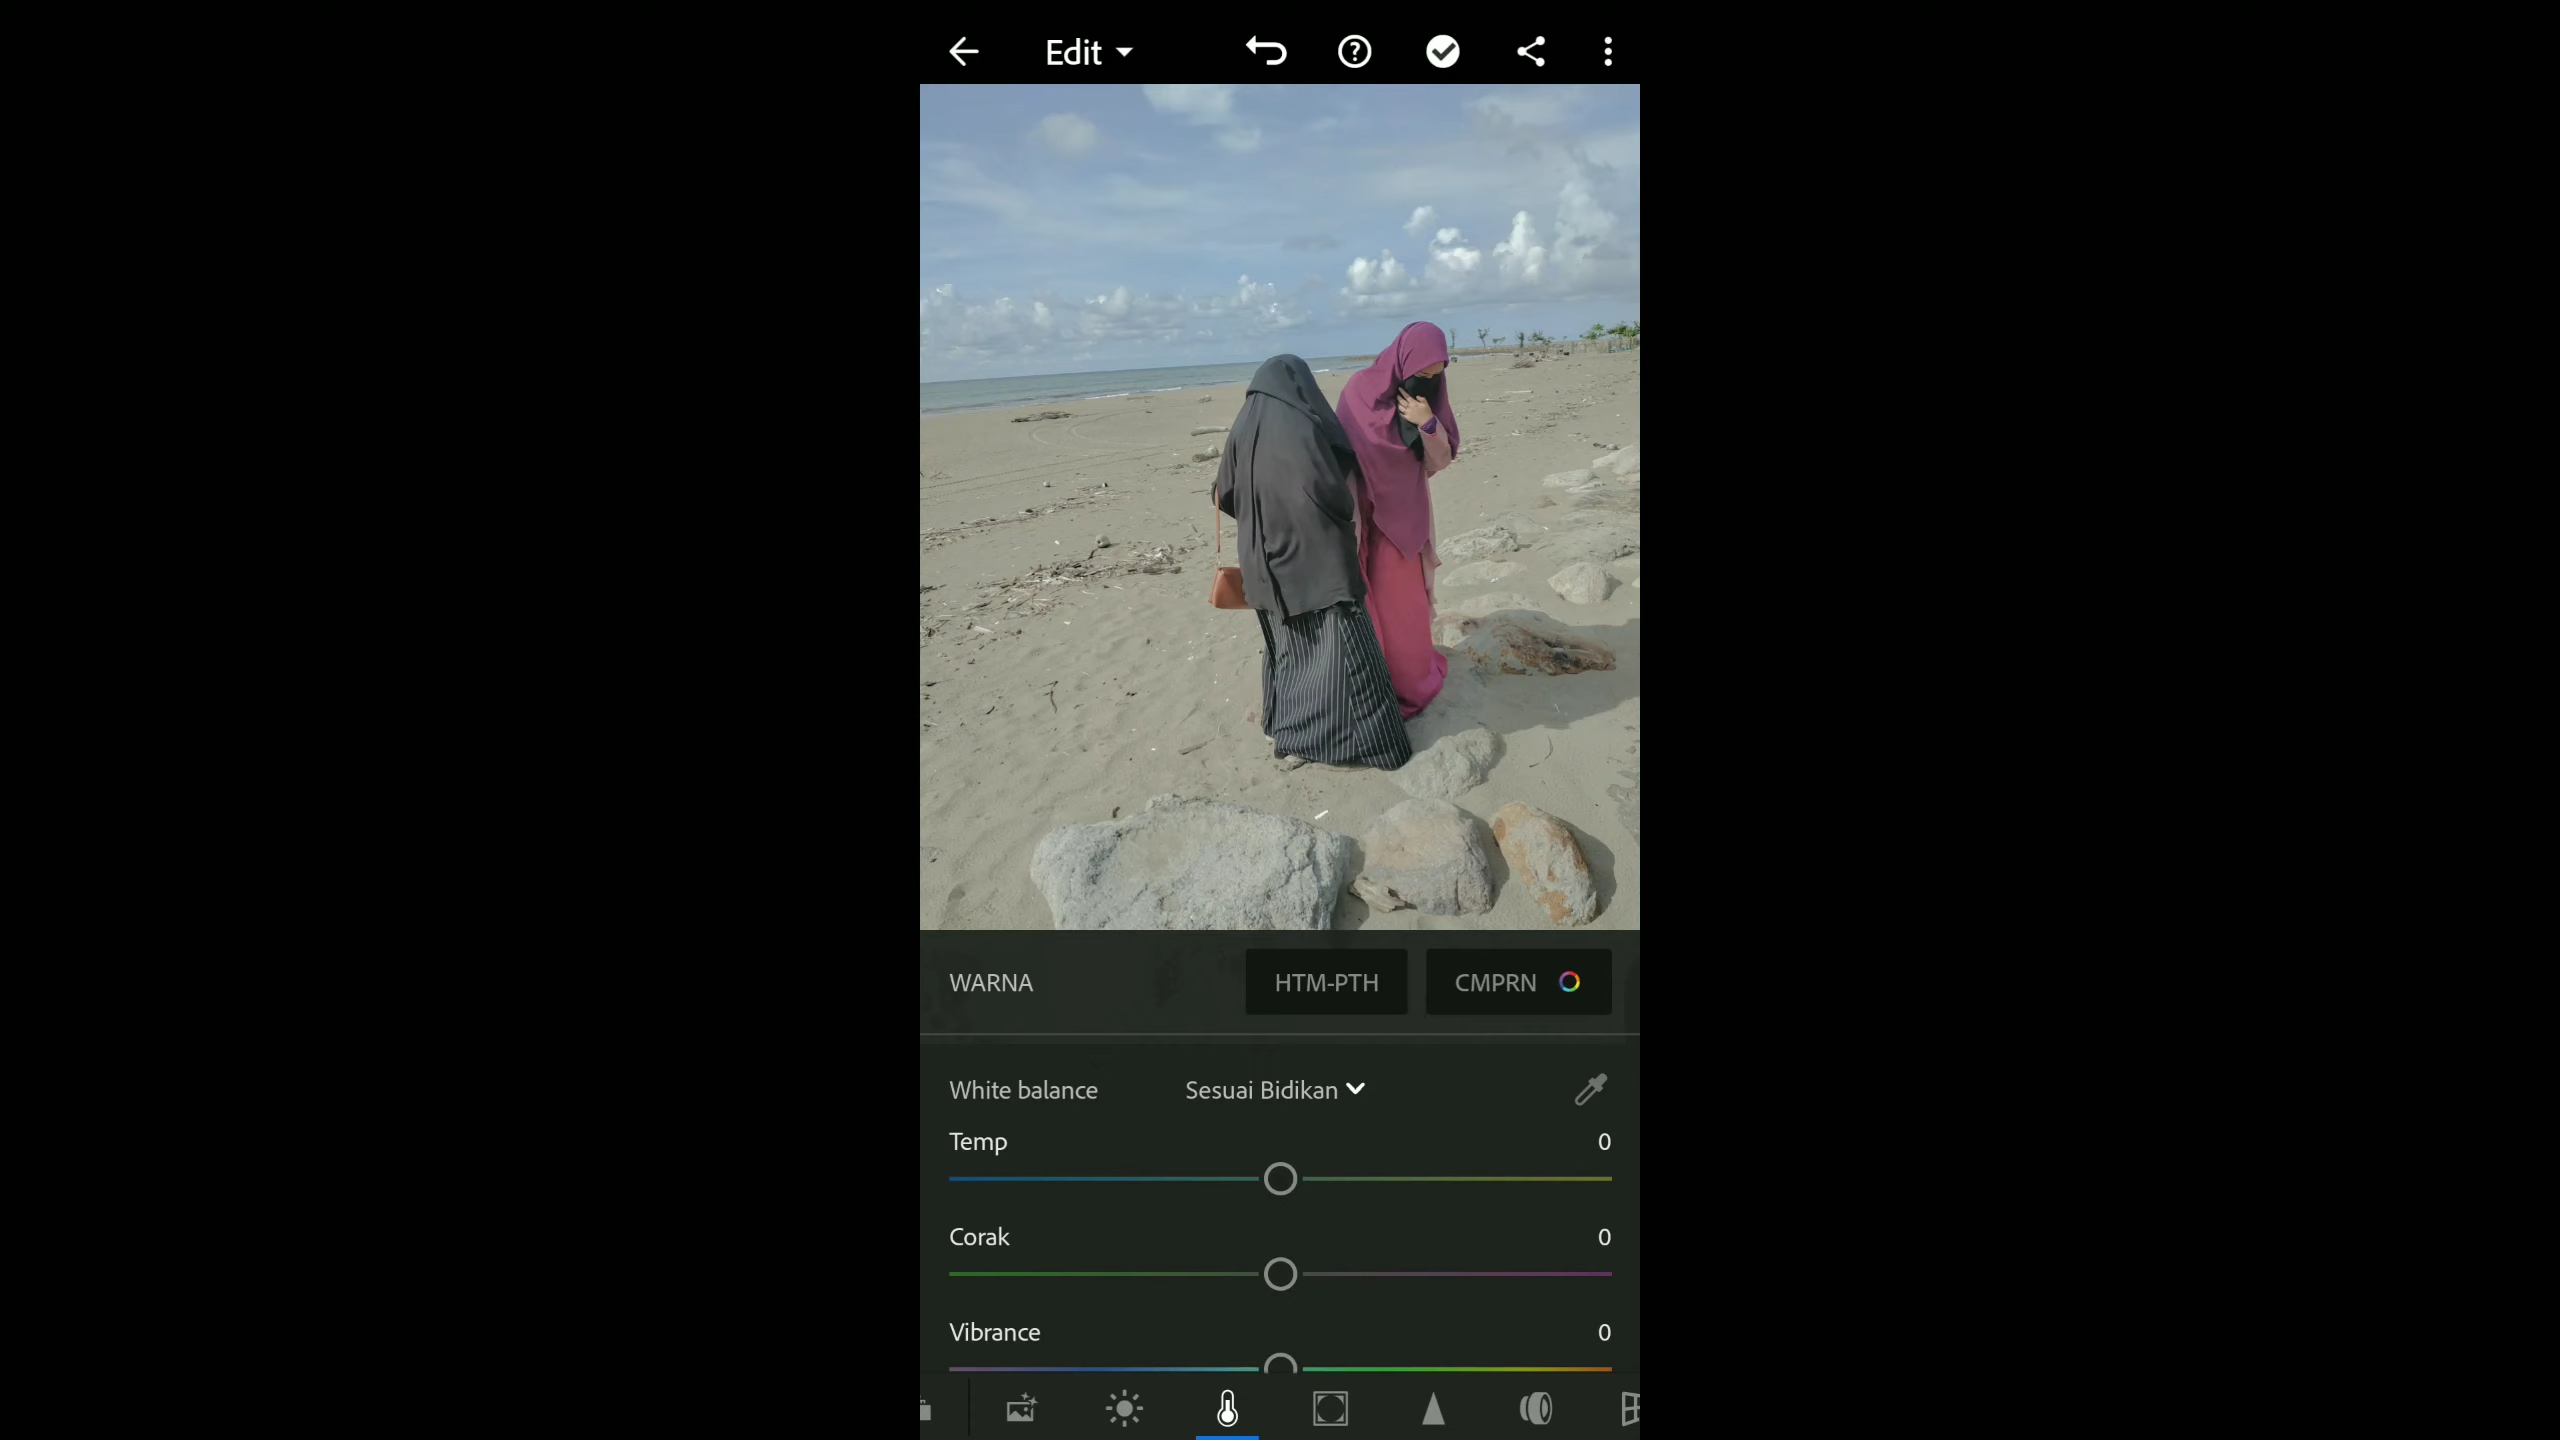 Edit
WARNA HTM-PTH CMPRN
White balance Sesuai Bidikan
Temp 0
Corak 0
Vibrance 0